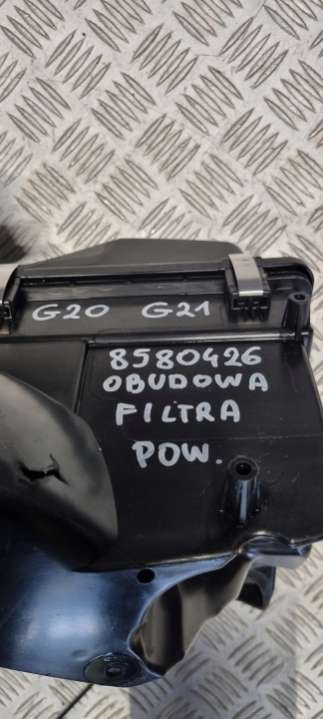 G20 G21
8580426
OBUDOWA
FILTRA
POW.